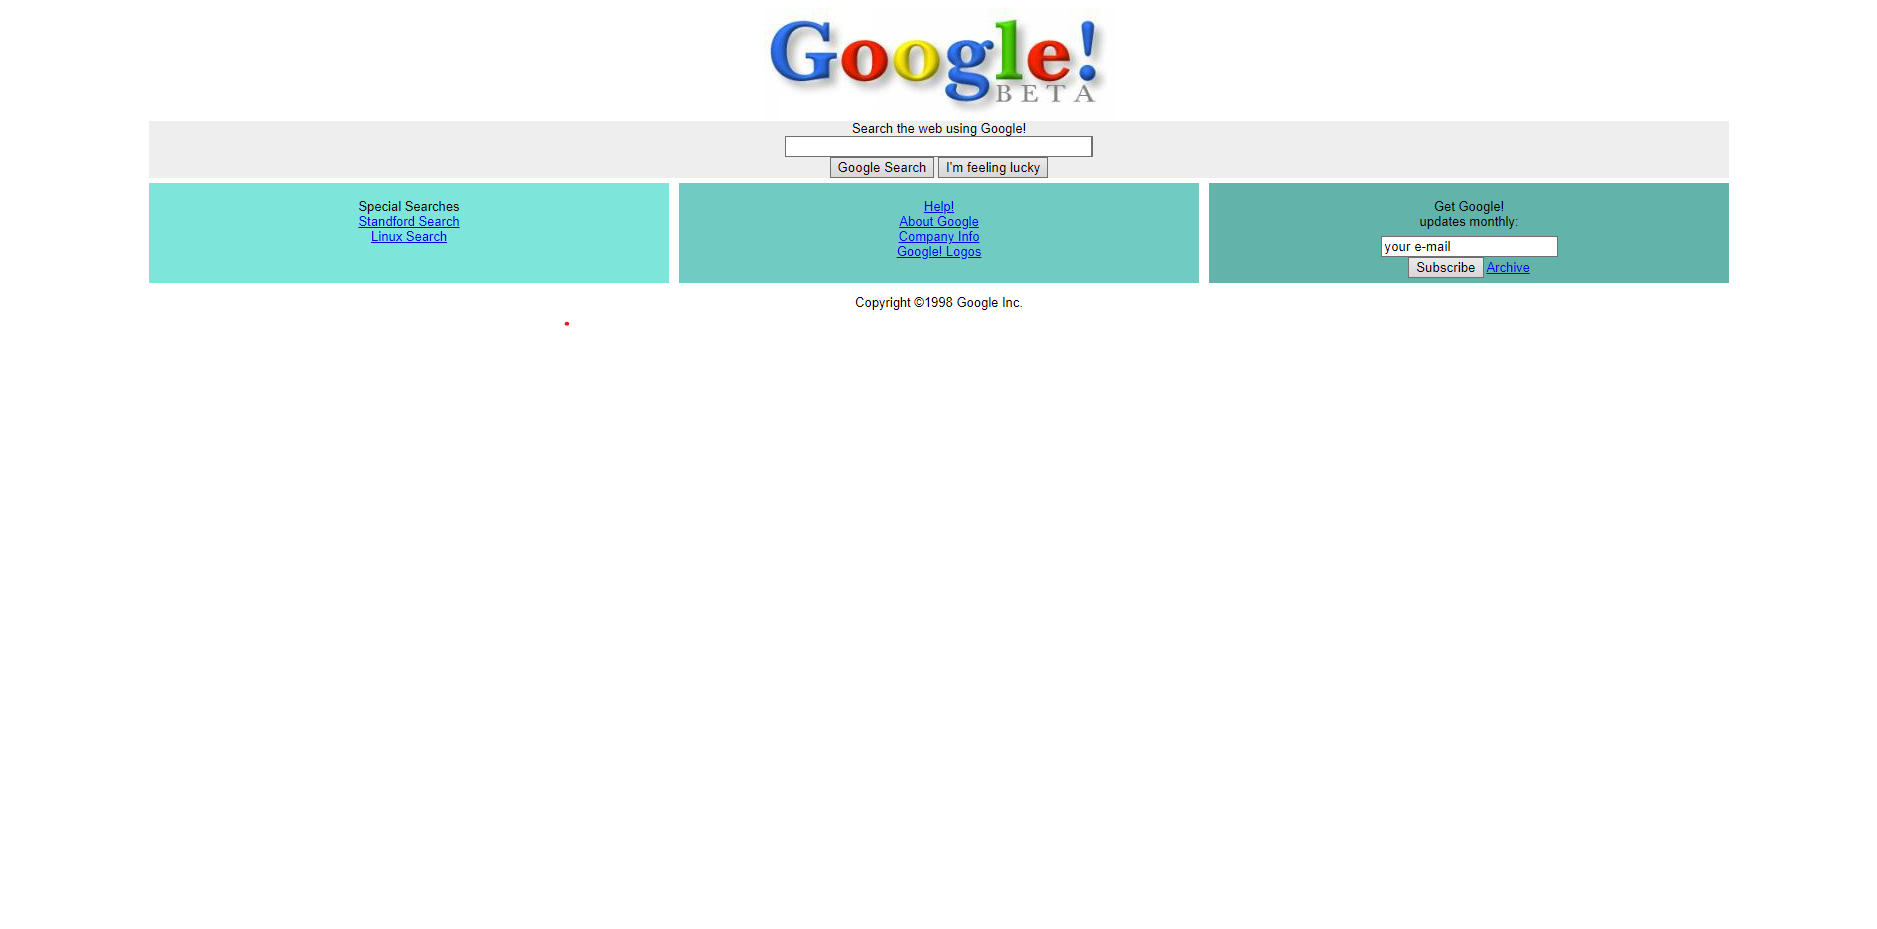 Google!
BETA
Search the web using Google!
Google Search I'm feeling lucky
Special Searches
Standford Search
Linux Search
Help!
About Google
Company Info
Google! Logos
Get Google!
updates monthly:
your e-mail
Subscribe Archive
Copyright ©1998 Google Inc.